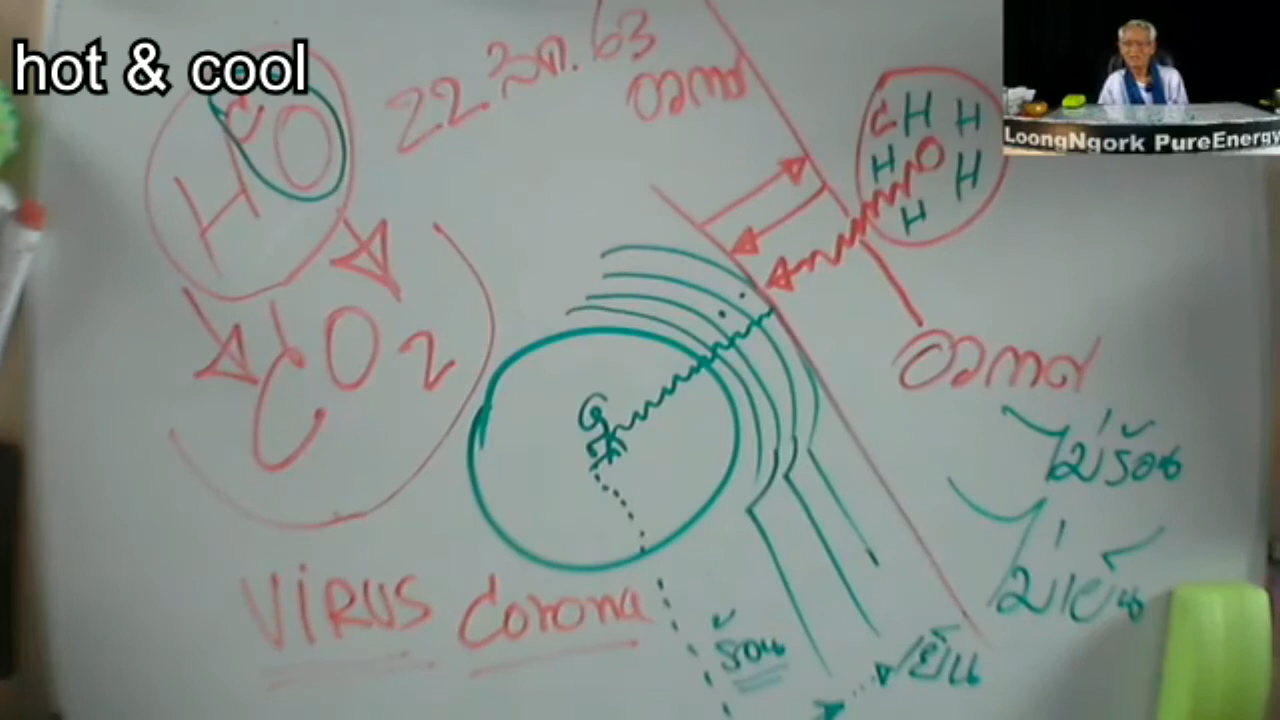 hot & cool
22 สค. 63
อวกาศ
LoongNgork PureEnergy
C H H
H O H
H
C O
H
CO2
อวกาศ
ไม่ร้อน
ไม่เย็น
VIRUS Corona
ร้อน
เย็น